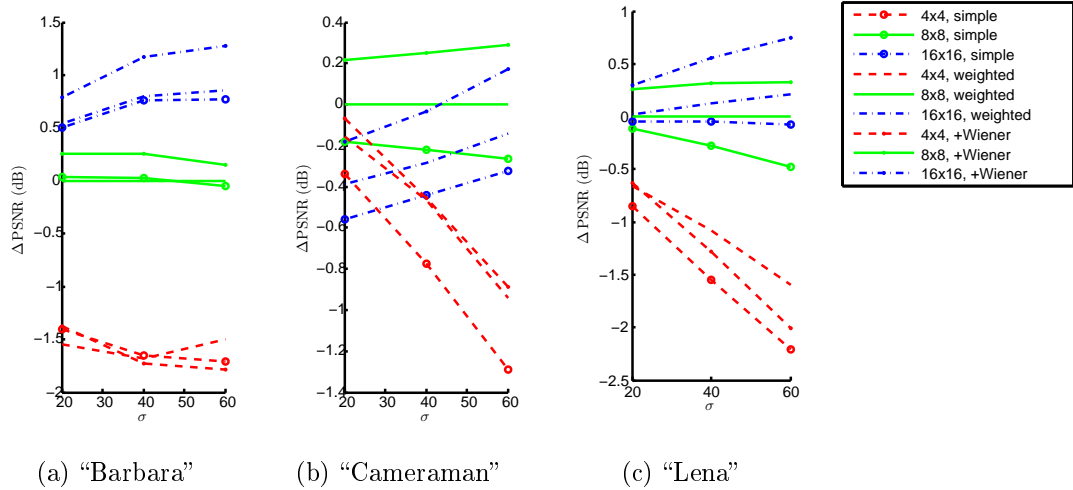 1.5
1
0.5
0
−0.5
−1
−1.5
−2
20 30 40 50 60
σ
Δ PSNR (dB)
(a) “Barbara”
0.4
0.2
0
−0.2
−0.4
−0.6
−0.8
−1
−1.2
−1.4
20 30 40 50 60
σ
Δ PSNR (dB)
(b) “Cameraman”
1
0.5
0
−0.5
−1
−1.5
−2
−2.5
20 40 60
σ
Δ PSNR (dB)
(c) “Lena”
4x4, simple
8x8, simple
16x16, simple
4x4, weighted
8x8, weighted
16x16, weighted
4x4, +Wiener
8x8, +Wiener
16x16, +Wiener